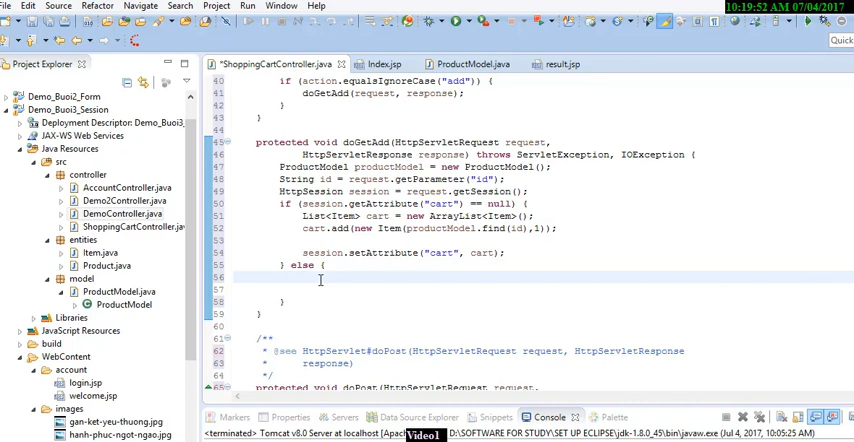 10:19:52 AM 07/04/2017
File Edit Source Refactor Navigate Search Project Run Window Help
Quick
Project Explorer
Demo_Buoi2_Form
Demo_Buoi3_Session
Deployment Descriptor: Demo_Buoi3_
JAX-WS Web Services
Java Resources
src
controller
AccountController.java
Demo2Controller.java
DemoController.java
ShoppingCartController.java
entities
Item.java
Product.java
model
ProductModel.java
ProductModel
Libraries
JavaScript Resources
build
WebContent
account
login.jsp
welcome.jsp
images
gan-ket-yeu-thuong.jpg
hanh-phuc-ngot-ngao.jpg
*ShoppingCartController.java Index.jsp ProductModel.java result.jsp
40 if (action.equalsIgnoreCase("add")) {
41 doGetAdd(request, response);
42 }
43 }
44
45 protected void doGetAdd(HttpServletRequest request,
46 HttpServletResponse response) throws ServletException, IOException {
47 ProductModel productModel = new ProductModel();
48 String id = request.getParameter("id");
49 HttpSession session = request.getSession();
50 if (session.getAttribute("cart") == null) {
51 List<Item> cart = new ArrayList<Item>();
52 cart.add(new Item(productModel.find(id),1));
53
54 session.setAttribute("cart", cart);
55 } else {
56
57
58 }
59 }
60
61 /**
62 * @see HttpServlet#doPost(HttpServletRequest request, HttpServletResponse
63 * response)
64 */
65 protected void doPost(HttpServletRequest request,
Markers Properties Servers Data Source Explorer Snippets Console Palette
<terminated> Tomcat v8.0 Server at localhost [Apac D:\SOFTWARE FOR STUDY\SET UP ECLIPSE\jdk-1.8.0_45\bin\javaw.exe (Jul 4, 2017, 10:05:25 AM)
Video1